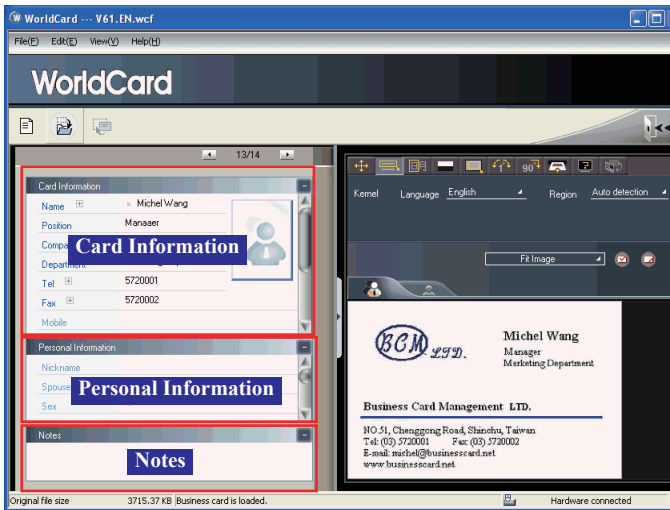 WorldCard --- V61.EN.wcf
File(F) Edit(E) View(V) Help(H)
WorldCard
13/14
Card Information
Name Michel Wang
Position Manager
Card Information
Tel 5720001
Fax 5720002
Mobile
Personal Information
Nickname
Spouse
Personal Information
Sex
Notes
Notes
Kernel Language English Region Auto detection
Fit Image
BCM LTD.
Michel Wang
Manager
Marketing Department
Business Card Management LTD.
NO.51, Chenggong Road, Shinchu, Taiwan
Tel: (03) 5720001 Fax: (03) 5720002
E-mail: michel@businesscard.net
www.businesscard.net
Original file size 3715.37 KB Business card is loaded. Hardware connected